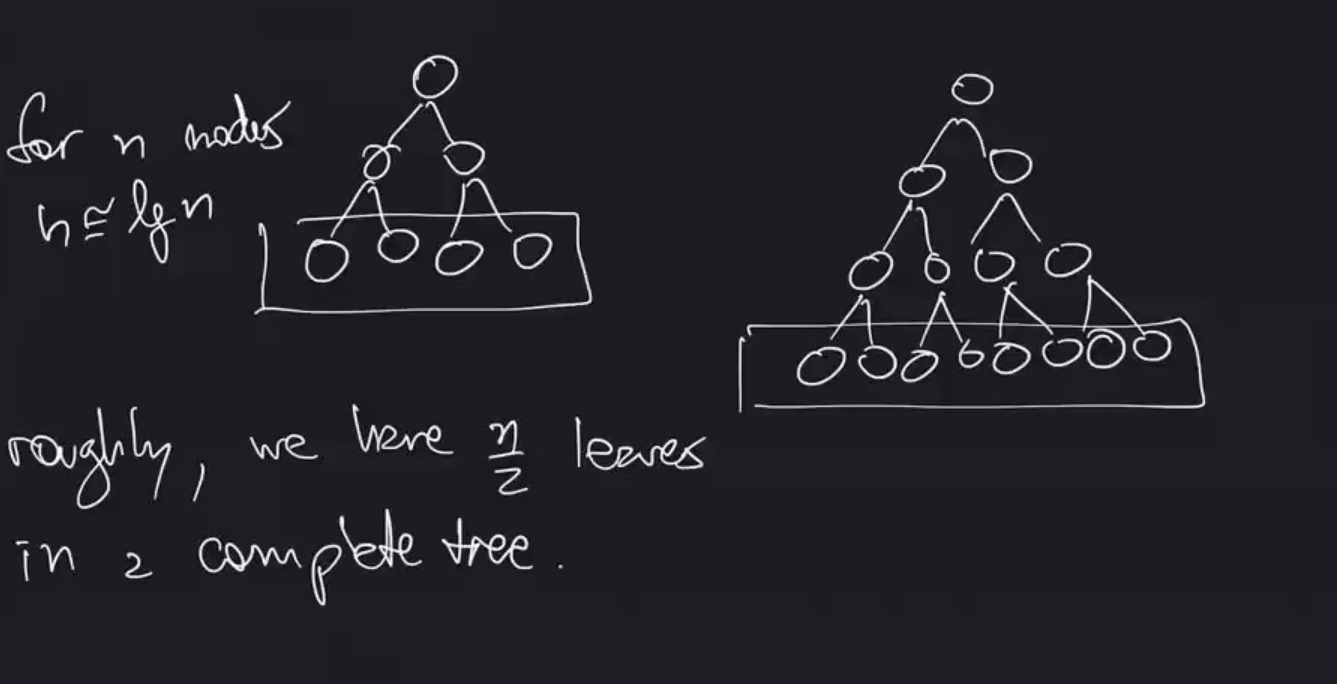 for n nodes
h ≅ lg n
roughly, we have n/2 leaves
in a complete tree.